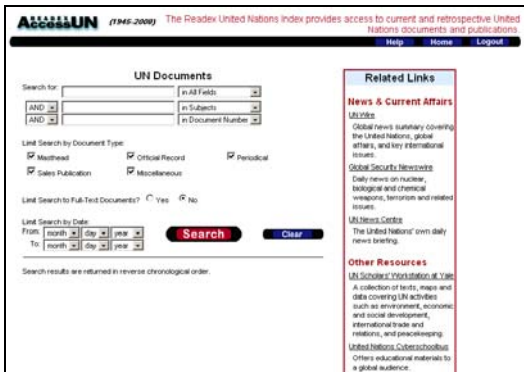 READEX
AccessUN (1945-2008) The Readex United Nations Index provides access to current and retrospective United
Nations documents and publications.
Help Home Logout
UN Documents
Search for: in All Fields
AND in Subjects
AND in Document Number
Limit Search by Document Type:
Masthead Official Record Periodical
Sales Publication Miscellaneous
Limit Search to Full-Text Documents? Yes No
Limit Search by Date:
From: month day year Search Clear
To: month day year
Search results are returned in reverse chronological order.
Related Links
News & Current Affairs
UN Wire
Global news summary covering
the United Nations, global
affairs, and key international
issues.
Global Security Newswire
Daily news on nuclear,
biological and chemical
weapons, terrorism and related
issues.
UN News Centre
The United Nations' own daily
news briefing.
Other Resources
UN Scholars' Workstation at Yale
A collection of texts, maps and
data covering UN activities
such as environment, economic
and social development,
international trade and
relations, and peacekeeping.
United Nations Cyberschoolbus
Offers educational materials to
a global audience.